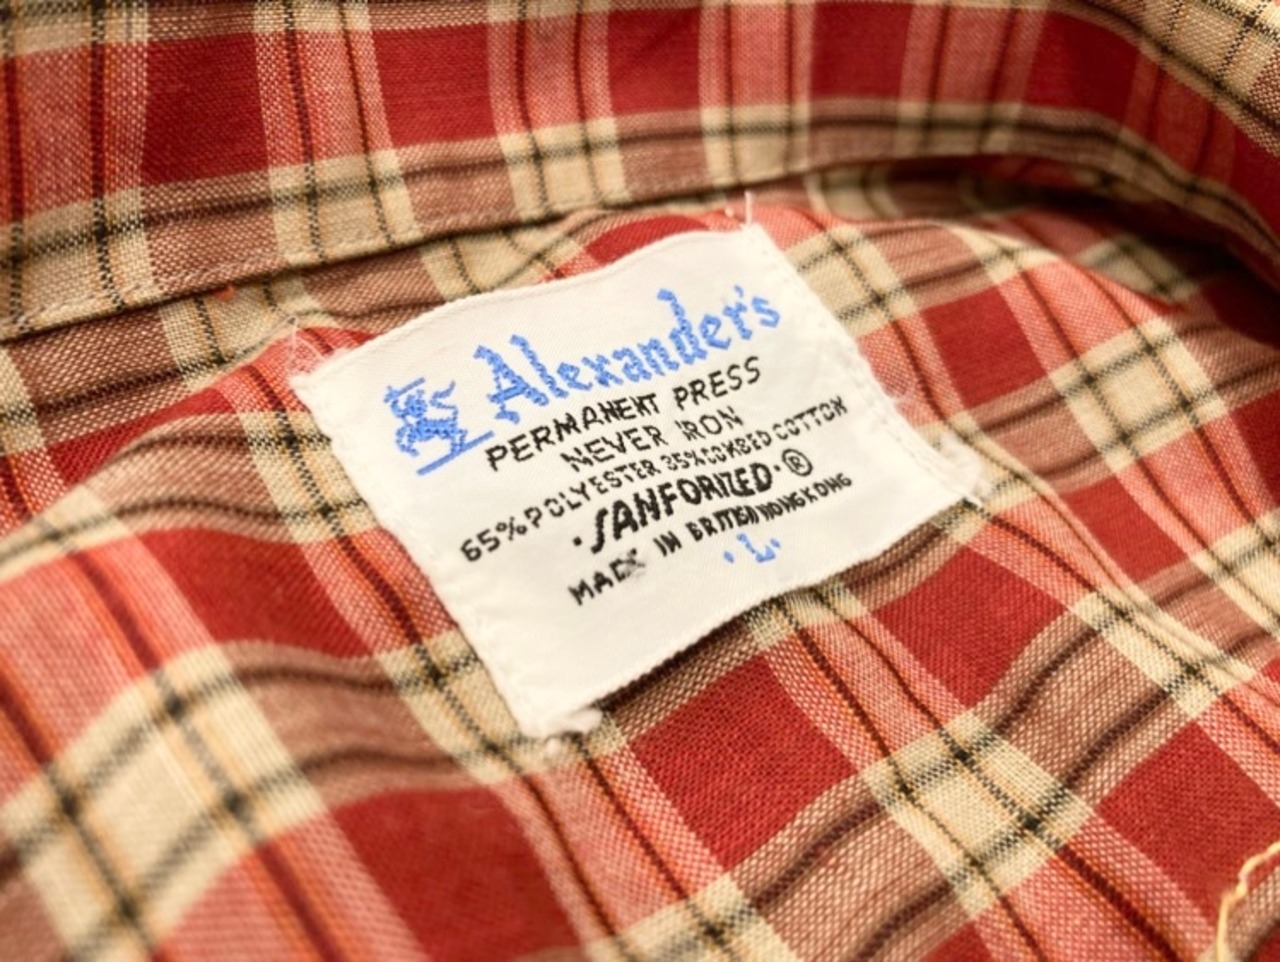 Alexander's
PERMANENT PRESS
NEVER IRON
65% POLYESTER 35% COMBED COTTON
·SANFORIZED·®
MADE IN BRITISH HONG KONG
·L·